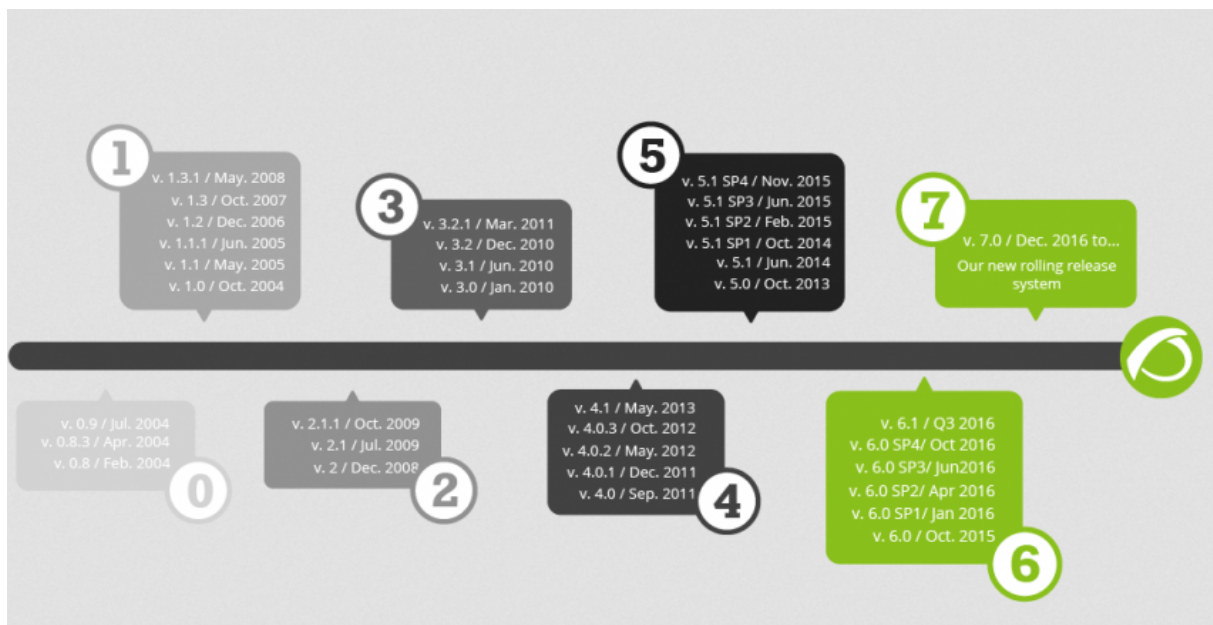 1
v. 1.3.1 / May. 2008
v. 1.3 / Oct. 2007
v. 1.2 / Dec. 2006
v. 1.1.1 / Jun. 2005
v. 1.1 / May. 2005
v. 1.0 / Oct. 2004
3
v. 3.2.1 / Mar. 2011
v. 3.2 / Dec. 2010
v. 3.1 / Jun. 2010
v. 3.0 / Jan. 2010
5
v. 5.1 SP4 / Nov. 2015
v. 5.1 SP3 / Jun. 2015
v. 5.1 SP2 / Feb. 2015
v. 5.1 SP1 / Oct. 2014
v. 5.1 / Jun. 2014
v. 5.0 / Oct. 2013
7
v. 7.0 / Dec. 2016 to...
Our new rolling release
system
v. 0.9 / Jul. 2004
v. 0.8.3 / Apr. 2004
v. 0.8 / Feb. 2004
0
v. 2.1.1 / Oct. 2009
v. 2.1 / Jul. 2009
v. 2 / Dec. 2008
2
v. 4.1 / May. 2013
v. 4.0.3 / Oct. 2012
v. 4.0.2 / May. 2012
v. 4.0.1 / Dec. 2011
v. 4.0 / Sep. 2011
4
v. 6.1 / Q3 2016
v. 6.0 SP4/ Oct 2016
v. 6.0 SP3/ Jun2016
v. 6.0 SP2/ Apr 2016
v. 6.0 SP1/ Jan 2016
v. 6.0 / Oct. 2015
6